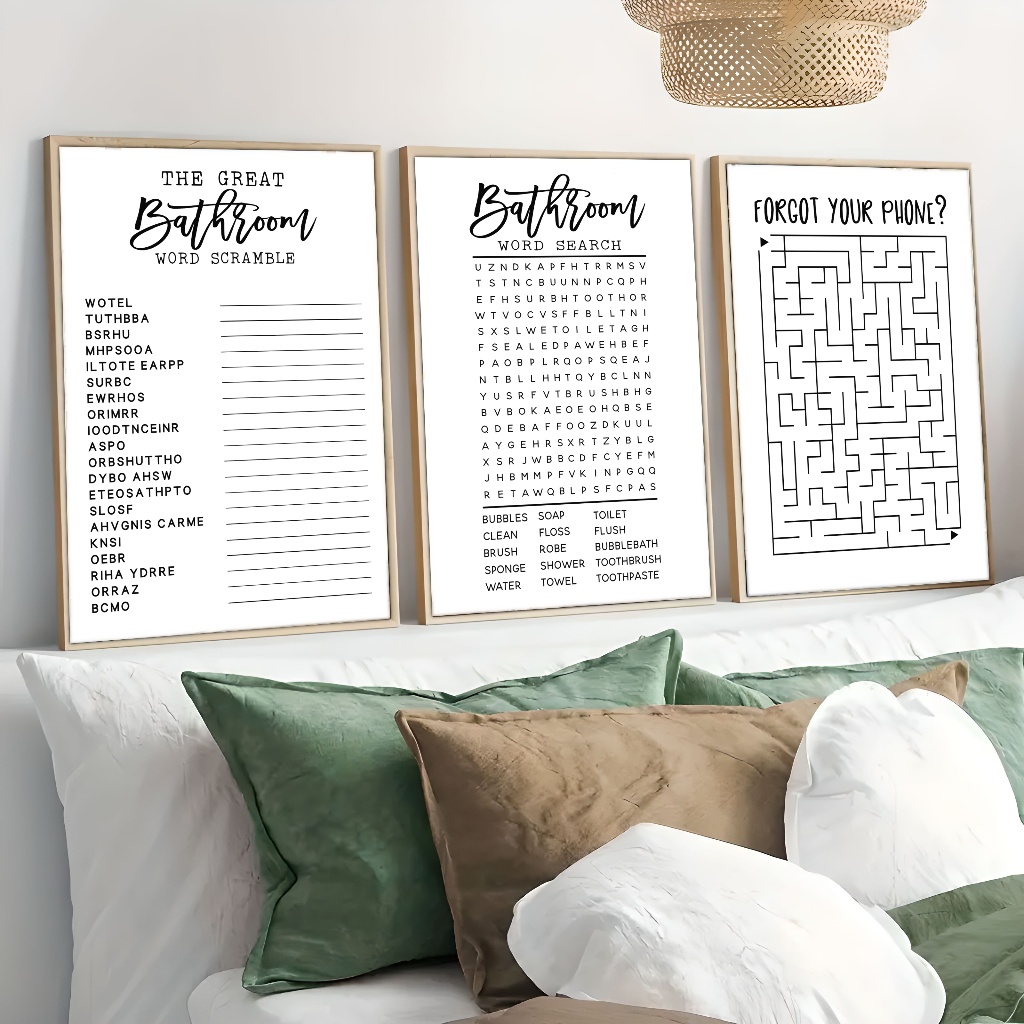 THE GREAT
Bathroom
WORD SCRAMBLE
WOTEL
TUTHBBA
BSRHU
MHPSOOA
ILTOTE EARPP
SURBC
EWRHOS
ORIMRR
IOODTNCEINR
ASPO
ORBSHUTTHO
DYBO AHSW
ETEOSATHPTO
SLOSF
AHVGNIS CARME
KNSI
OEBR
RIHA YDRRE
ORRAZ
BCMO
Bathroom
WORD SEARCH
U Z N D K A P F H T R R M S V
T S T N C B U U N N P C Q P H
E F H S U R B H T O O T H O R
W T V O C V S F F B L L T N I
S X S L W E T O I L E T A G H
F S E A L E D P A W E H B E F
P A O B P L R Q O P S Q E A J
N T B L L H H T Q Y B C L N N
Y U S R F V T B R U S H B H G
B V B O K A E O E O H Q B S E
Q D E B A F F O O Z D K U U L
A Y G E H R S X R T Z Y B L G
X S R J W B B C D F C Y E F M
J H B M M P F V K I N P G Q Q
R E T A W Q B L P S F C P A S
BUBBLES SOAP TOILET
CLEAN FLOSS FLUSH
BRUSH ROBE BUBBLEBATH
SPONGE SHOWER TOOTHBRUSH
WATER TOWEL TOOTHPASTE
FORGOT YOUR PHONE?